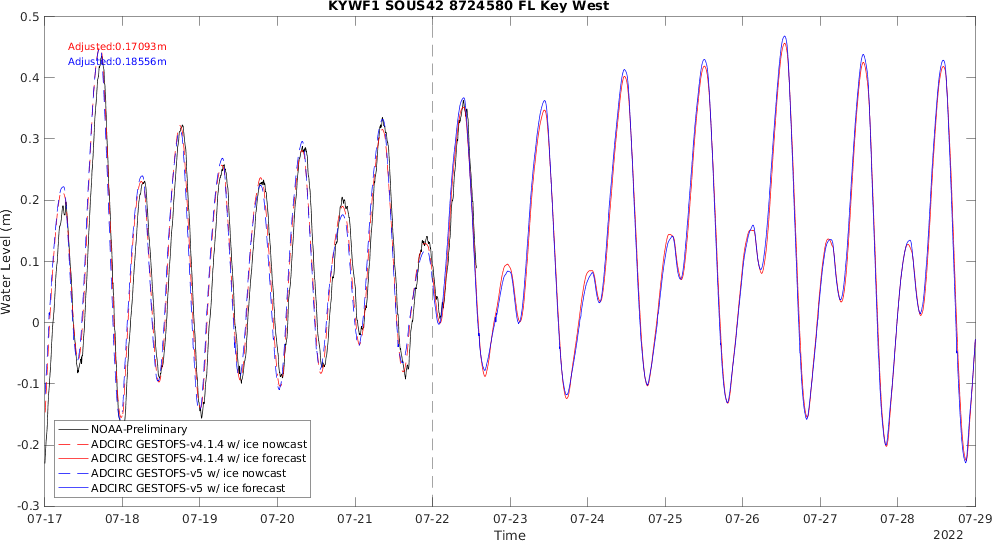 KYWF1 SOUS42 8724580 FL Key West
Adjusted:0.17093m
Adjusted:0.18556m
Water Level (m)
0.5
0.4
0.3
0.2
0.1
0
-0.1
-0.2
-0.3
NOAA-Preliminary
ADCIRC GESTOFS-v4.1.4 w/ ice nowcast
ADCIRC GESTOFS-v4.1.4 w/ ice forecast
ADCIRC GESTOFS-v5 w/ ice nowcast
ADCIRC GESTOFS-v5 w/ ice forecast
07-17 07-18 07-19 07-20 07-21 07-22 07-23 07-24 07-25 07-26 07-27 07-28 07-29
Time
2022